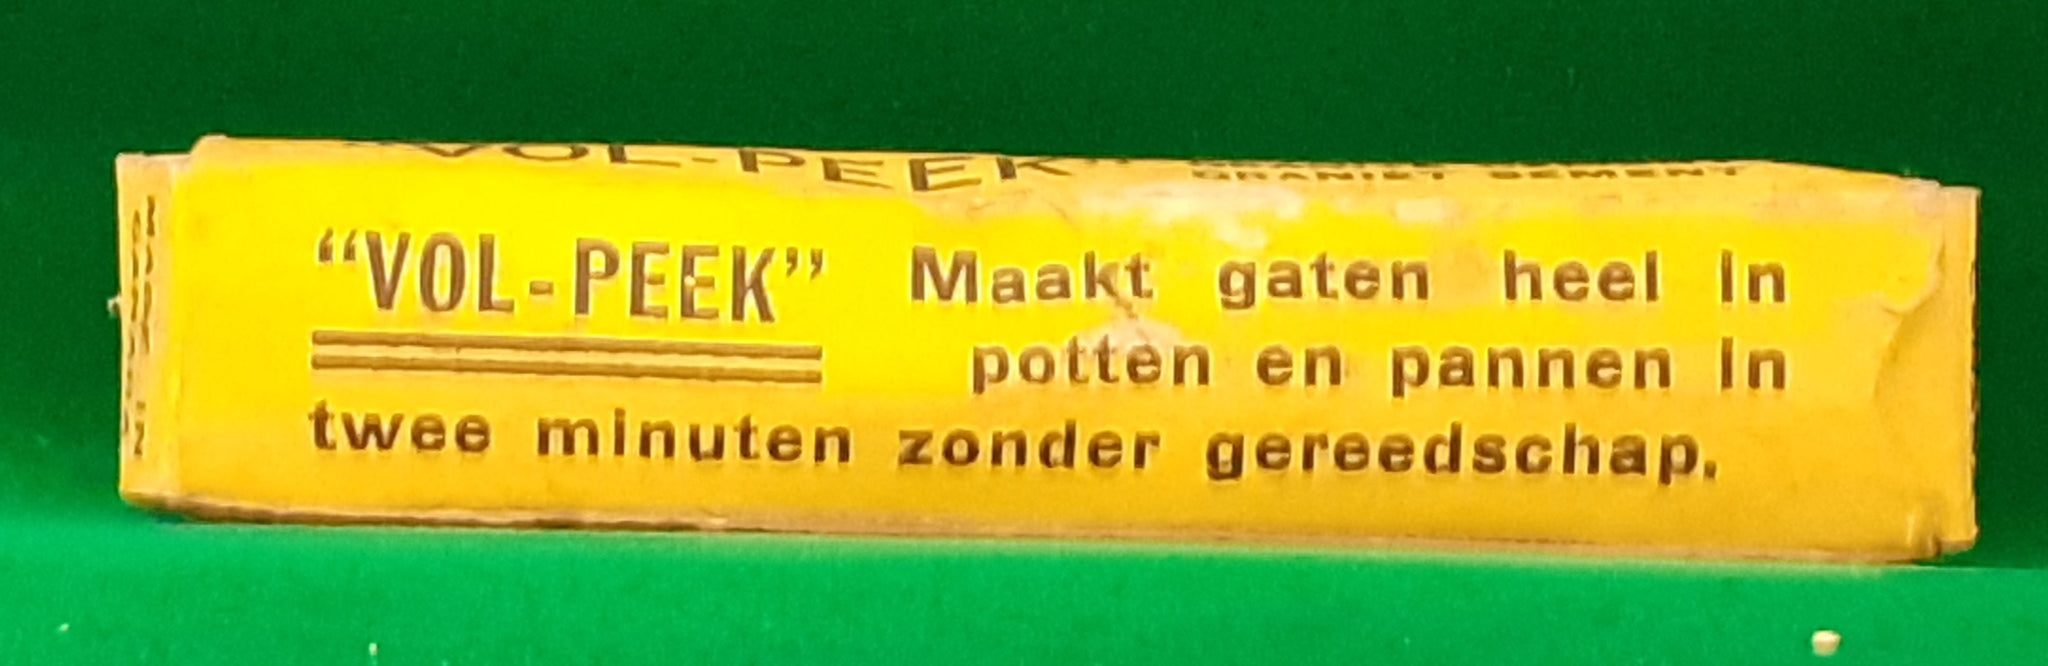 "VOL-PEEK"
"VOL-PEEK" Maakt gaten heel in
potten en pannen in
twee minuten zonder gereedschap.